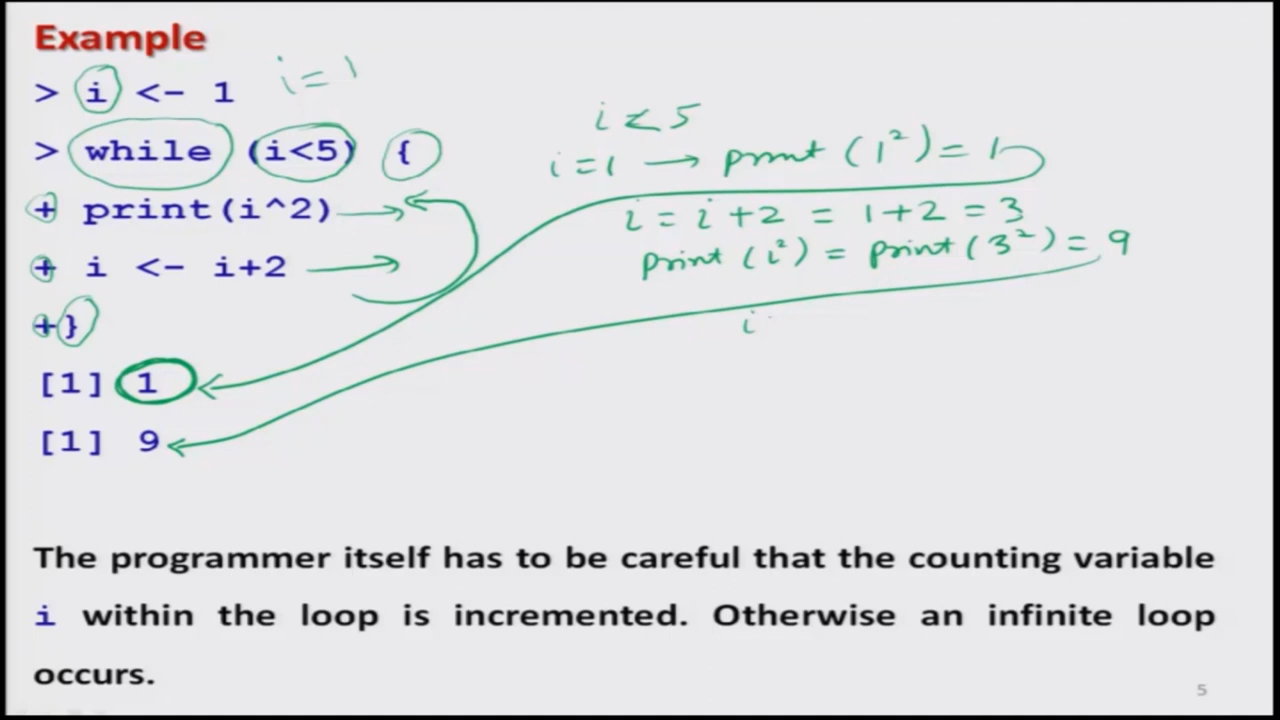 Example
> i <- 1 i = 1
> while (i<5) {
i < 5
i=1 → print (1²) = 1
+ print(i^2)
i = i+2 = 1+2 = 3
+ i <- i+2
print (i²) = print (3²) = 9
+}
i
[1] 1
[1] 9
The programmer itself has to be careful that the counting variable
i within the loop is incremented. Otherwise an infinite loop
occurs.
5